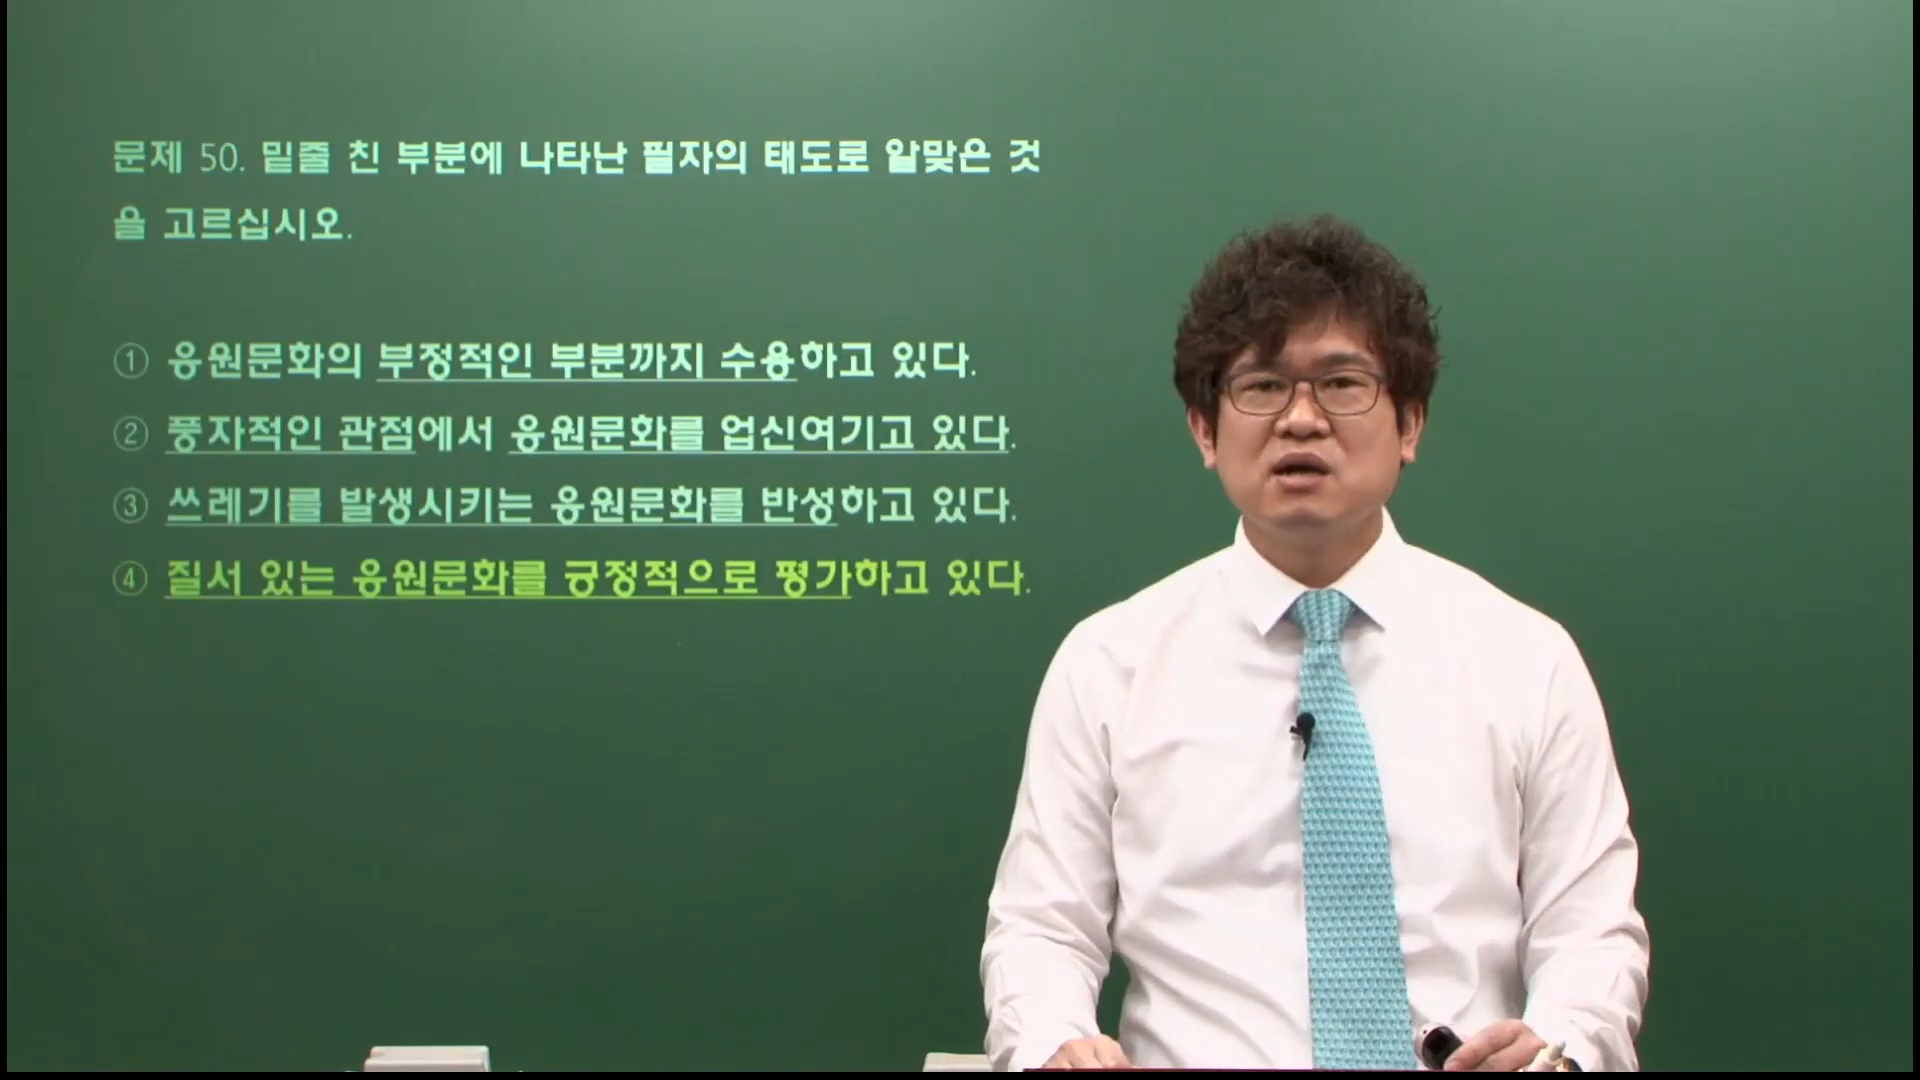 문제 50. 밑줄 친 부분에 나타난 필자의 태도로 알맞은 것
을 고르십시오.
① 응원문화의 부정적인 부분까지 수용하고 있다.
② 풍자적인 관점에서 응원문화를 업신여기고 있다.
③ 쓰레기를 발생시키는 응원문화를 반성하고 있다.
④ 질서 있는 응원문화를 긍정적으로 평가하고 있다.